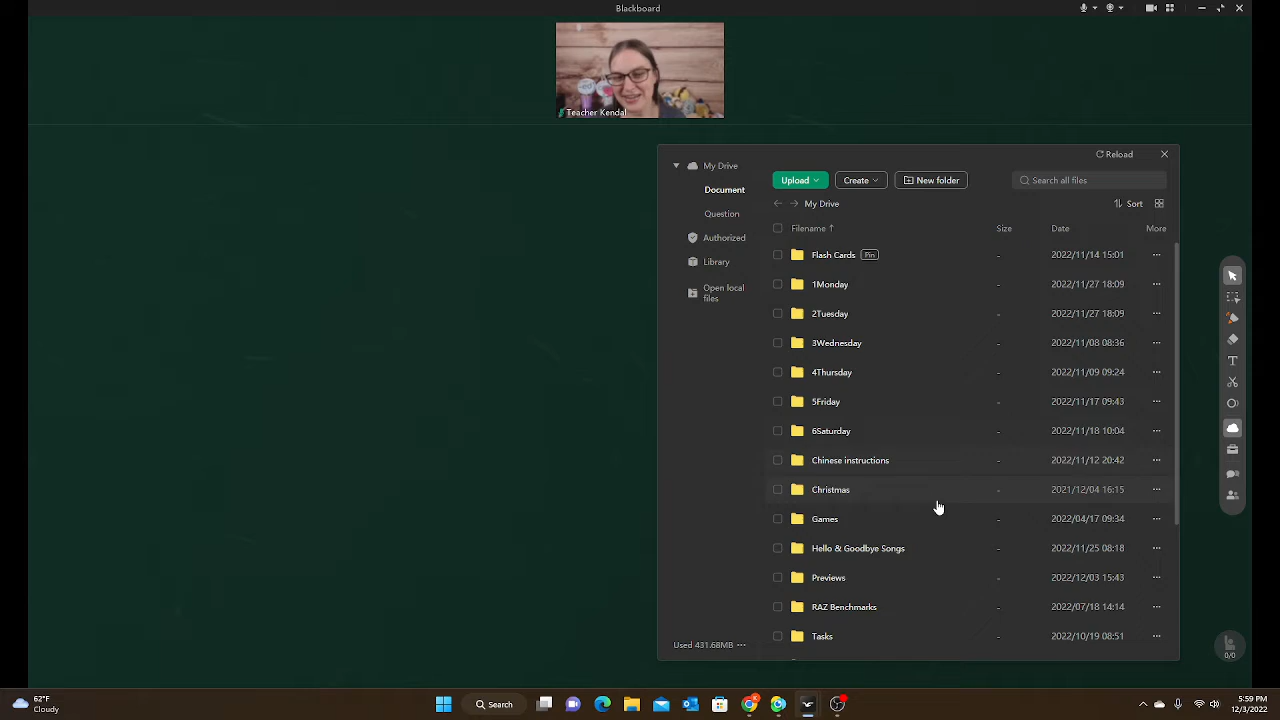 Blackboard
Teacher Kendal
Reload
My Drive
Document
Question
Authorized
Library
Open local
files
Used 431.68MB
Upload
Create
New folder
Search all files
My Drive
Sort
Filename Size Date More
Flash Cards Pin - 2022/11/14 15:01
1Monday - 2022/11/27 18:09
2Tuesday - 2022/11/27 18:09
3Wednesday - 2022/11/08 08:36
4Thursday - 2022/11/09 09:24
5Friday - 2022/11/17 09:43
6Saturday - 2022/11/18 10:04
Chinese instructions - 2022/11/12 20:42
Christmas - 2021/12/04 16:15
Games - 2022/04/17 09:34
Hello & Goodbye Songs - 2022/11/25 08:18
Previews - 2022/12/03 15:43
RAZ Benchmarks - 2022/07/18 14:14
Tasks - 2022/10/19 08:51
0/0
Cloudy
Search
5:59 PM
12/3/2022